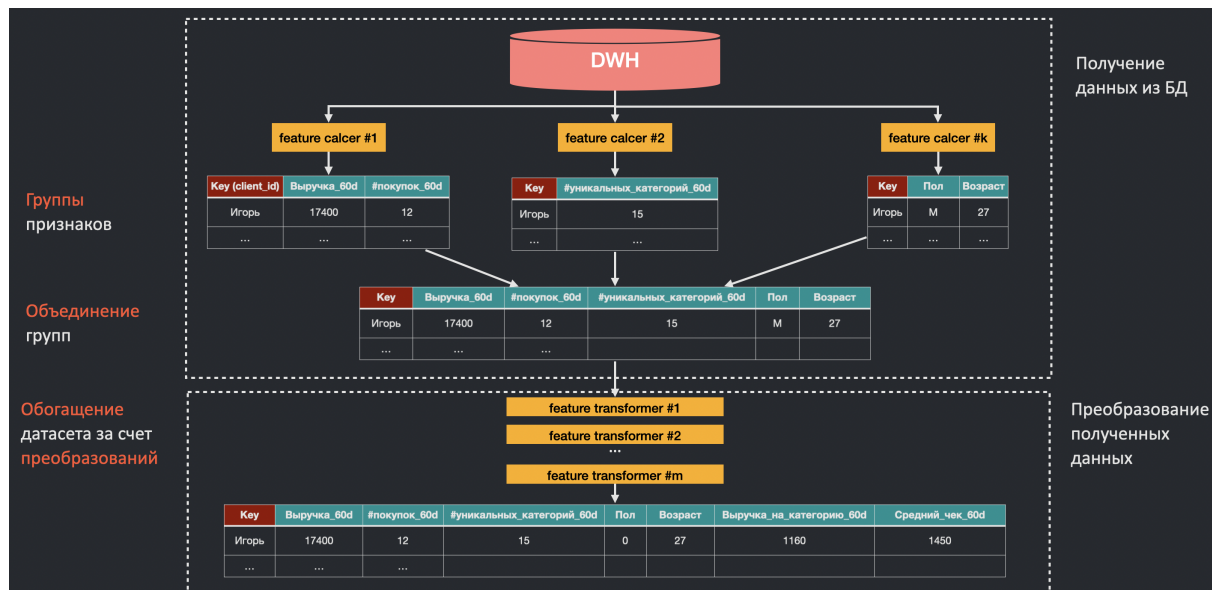 DWH
Получение
данных из БД
feature calcer #1
feature calcer #2
feature calcer #k
Группы
признаков
Key (client_id) Выручка_60d #покупок_60d
Игорь 17400 12
... ... ...
Key #уникальных_категорий_60d
Игорь 15
... ...
Key Пол Возраст
Игорь М 27
... ... ...
Объединение
групп
Key Выручка_60d #покупок_60d #уникальных_категорий_60d Пол Возраст
Игорь 17400 12 15 М 27
... ... ...
Обогащение
датасета за счет
преобразований
feature transformer #1
feature transformer #2
...
feature transformer #m
Преобразование
полученных
данных
Key Выручка_60d #покупок_60d #уникальных_категорий_60d Пол Возраст Выручка_на_категорию_60d Средний_чек_60d
Игорь 17400 12 15 0 27 1160 1450
... ... ...